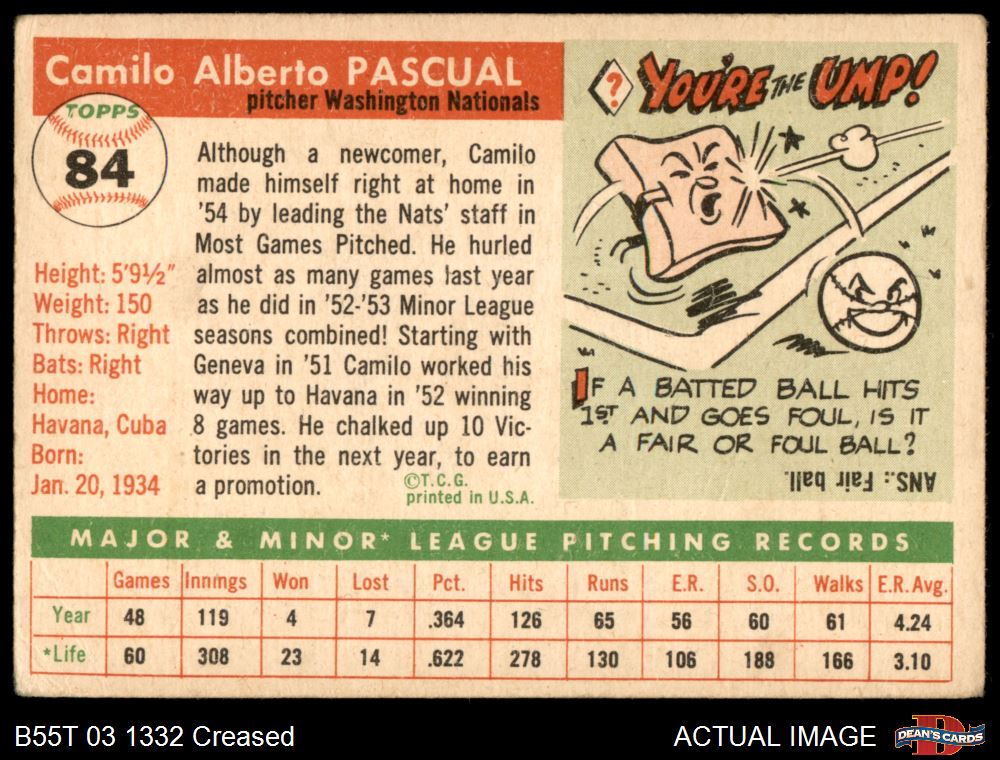 Camilo Alberto PASCUAL
pitcher Washington Nationals
TOPPS
84
Height: 5'9½"
Weight: 150
Throws: Right
Bats: Right
Home:
Havana, Cuba
Born:
Jan. 20, 1934
Although a newcomer, Camilo
made himself right at home in
'54 by leading the Nats' staff in
Most Games Pitched. He hurled
almost as many games last year
as he did in '52-'53 Minor League
seasons combined! Starting with
Geneva in '51 Camilo worked his
way up to Havana in '52 winning
8 games. He chalked up 10 Vic-
tories in the next year, to earn
a promotion.
©T.C.G.
printed in U.S.A.
? YOU'RE THE UMP!
IF A BATTED BALL HITS
1ST AND GOES FOUL, IS IT
A FAIR OR FOUL BALL?
ANS.: Fair ball.
MAJOR & MINOR* LEAGUE PITCHING RECORDS
Games Innings Won Lost Pct. Hits Runs E.R. S.O. Walks E.R. Avg.
Year 48 119 4 7 .364 126 65 56 60 61 4.24
*Life 60 308 23 14 .622 278 130 106 188 166 3.10
B55T 03 1332 Creased
ACTUAL IMAGE
DEAN'S CARDS